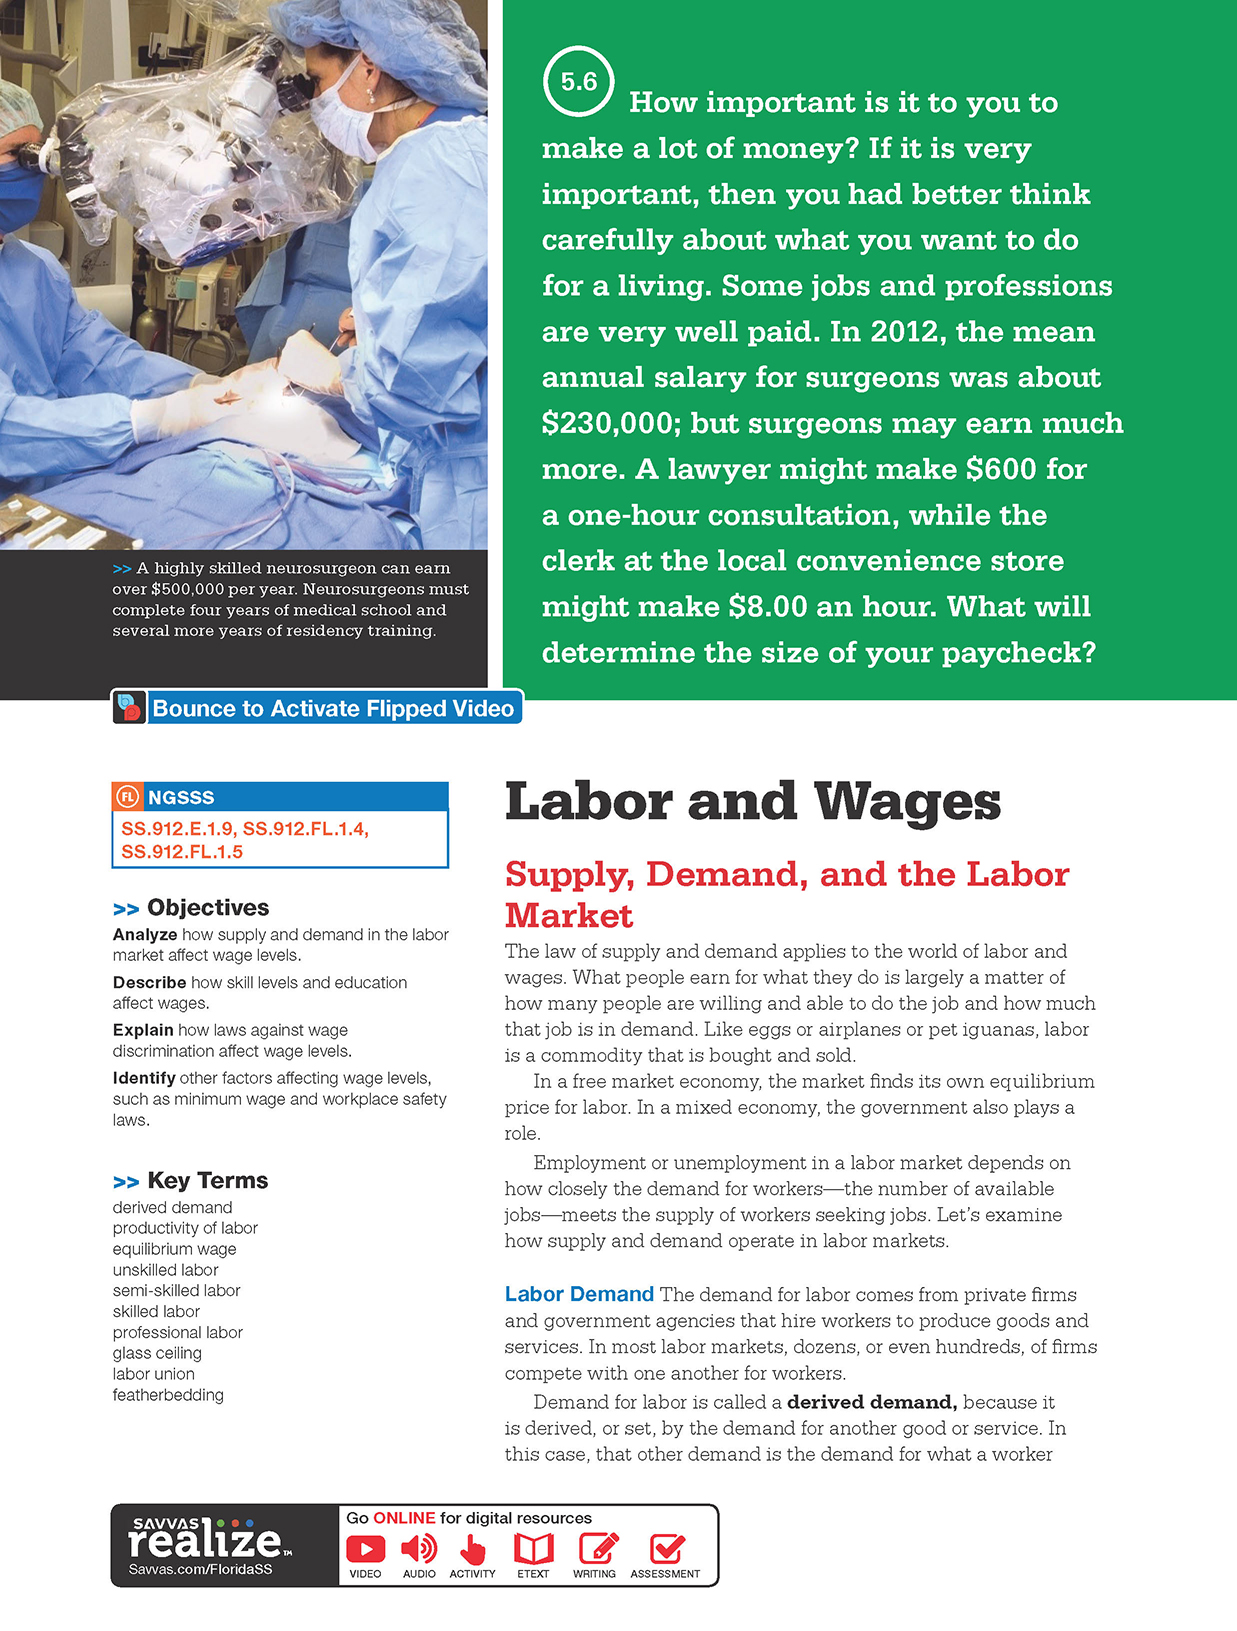 5.6
How important is it to you to
make a lot of money? If it is very
important, then you had better think
carefully about what you want to do
for a living. Some jobs and professions
are very well paid. In 2012, the mean
annual salary for surgeons was about
$230,000; but surgeons may earn much
more. A lawyer might make $600 for
a one-hour consultation, while the
clerk at the local convenience store
might make $8.00 an hour. What will
determine the size of your paycheck?
>> A highly skilled neurosurgeon can earn
over $500,000 per year. Neurosurgeons must
complete four years of medical school and
several more years of residency training.
Bounce to Activate Flipped Video
FL NGSSS
SS.912.E.1.9, SS.912.FL.1.4,
SS.912.FL.1.5
>> Objectives
Analyze how supply and demand in the labor
market affect wage levels.
Describe how skill levels and education
affect wages.
Explain how laws against wage
discrimination affect wage levels.
Identify other factors affecting wage levels,
such as minimum wage and workplace safety
laws.
>> Key Terms
derived demand
productivity of labor
equilibrium wage
unskilled labor
semi-skilled labor
skilled labor
professional labor
glass ceiling
labor union
featherbedding
Labor and Wages
Supply, Demand, and the Labor
Market
The law of supply and demand applies to the world of labor and
wages. What people earn for what they do is largely a matter of
how many people are willing and able to do the job and how much
that job is in demand. Like eggs or airplanes or pet iguanas, labor
is a commodity that is bought and sold.
In a free market economy, the market finds its own equilibrium
price for labor. In a mixed economy, the government also plays a
role.
Employment or unemployment in a labor market depends on
how closely the demand for workers—the number of available
jobs—meets the supply of workers seeking jobs. Let's examine
how supply and demand operate in labor markets.
Labor Demand The demand for labor comes from private firms
and government agencies that hire workers to produce goods and
services. In most labor markets, dozens, or even hundreds, of firms
compete with one another for workers.
Demand for labor is called a derived demand, because it
is derived, or set, by the demand for another good or service. In
this case, that other demand is the demand for what a worker
SAVVAS
realize™
Savvas.com/FloridaSS
Go ONLINE for digital resources
VIDEO AUDIO ACTIVITY ETEXT WRITING ASSESSMENT